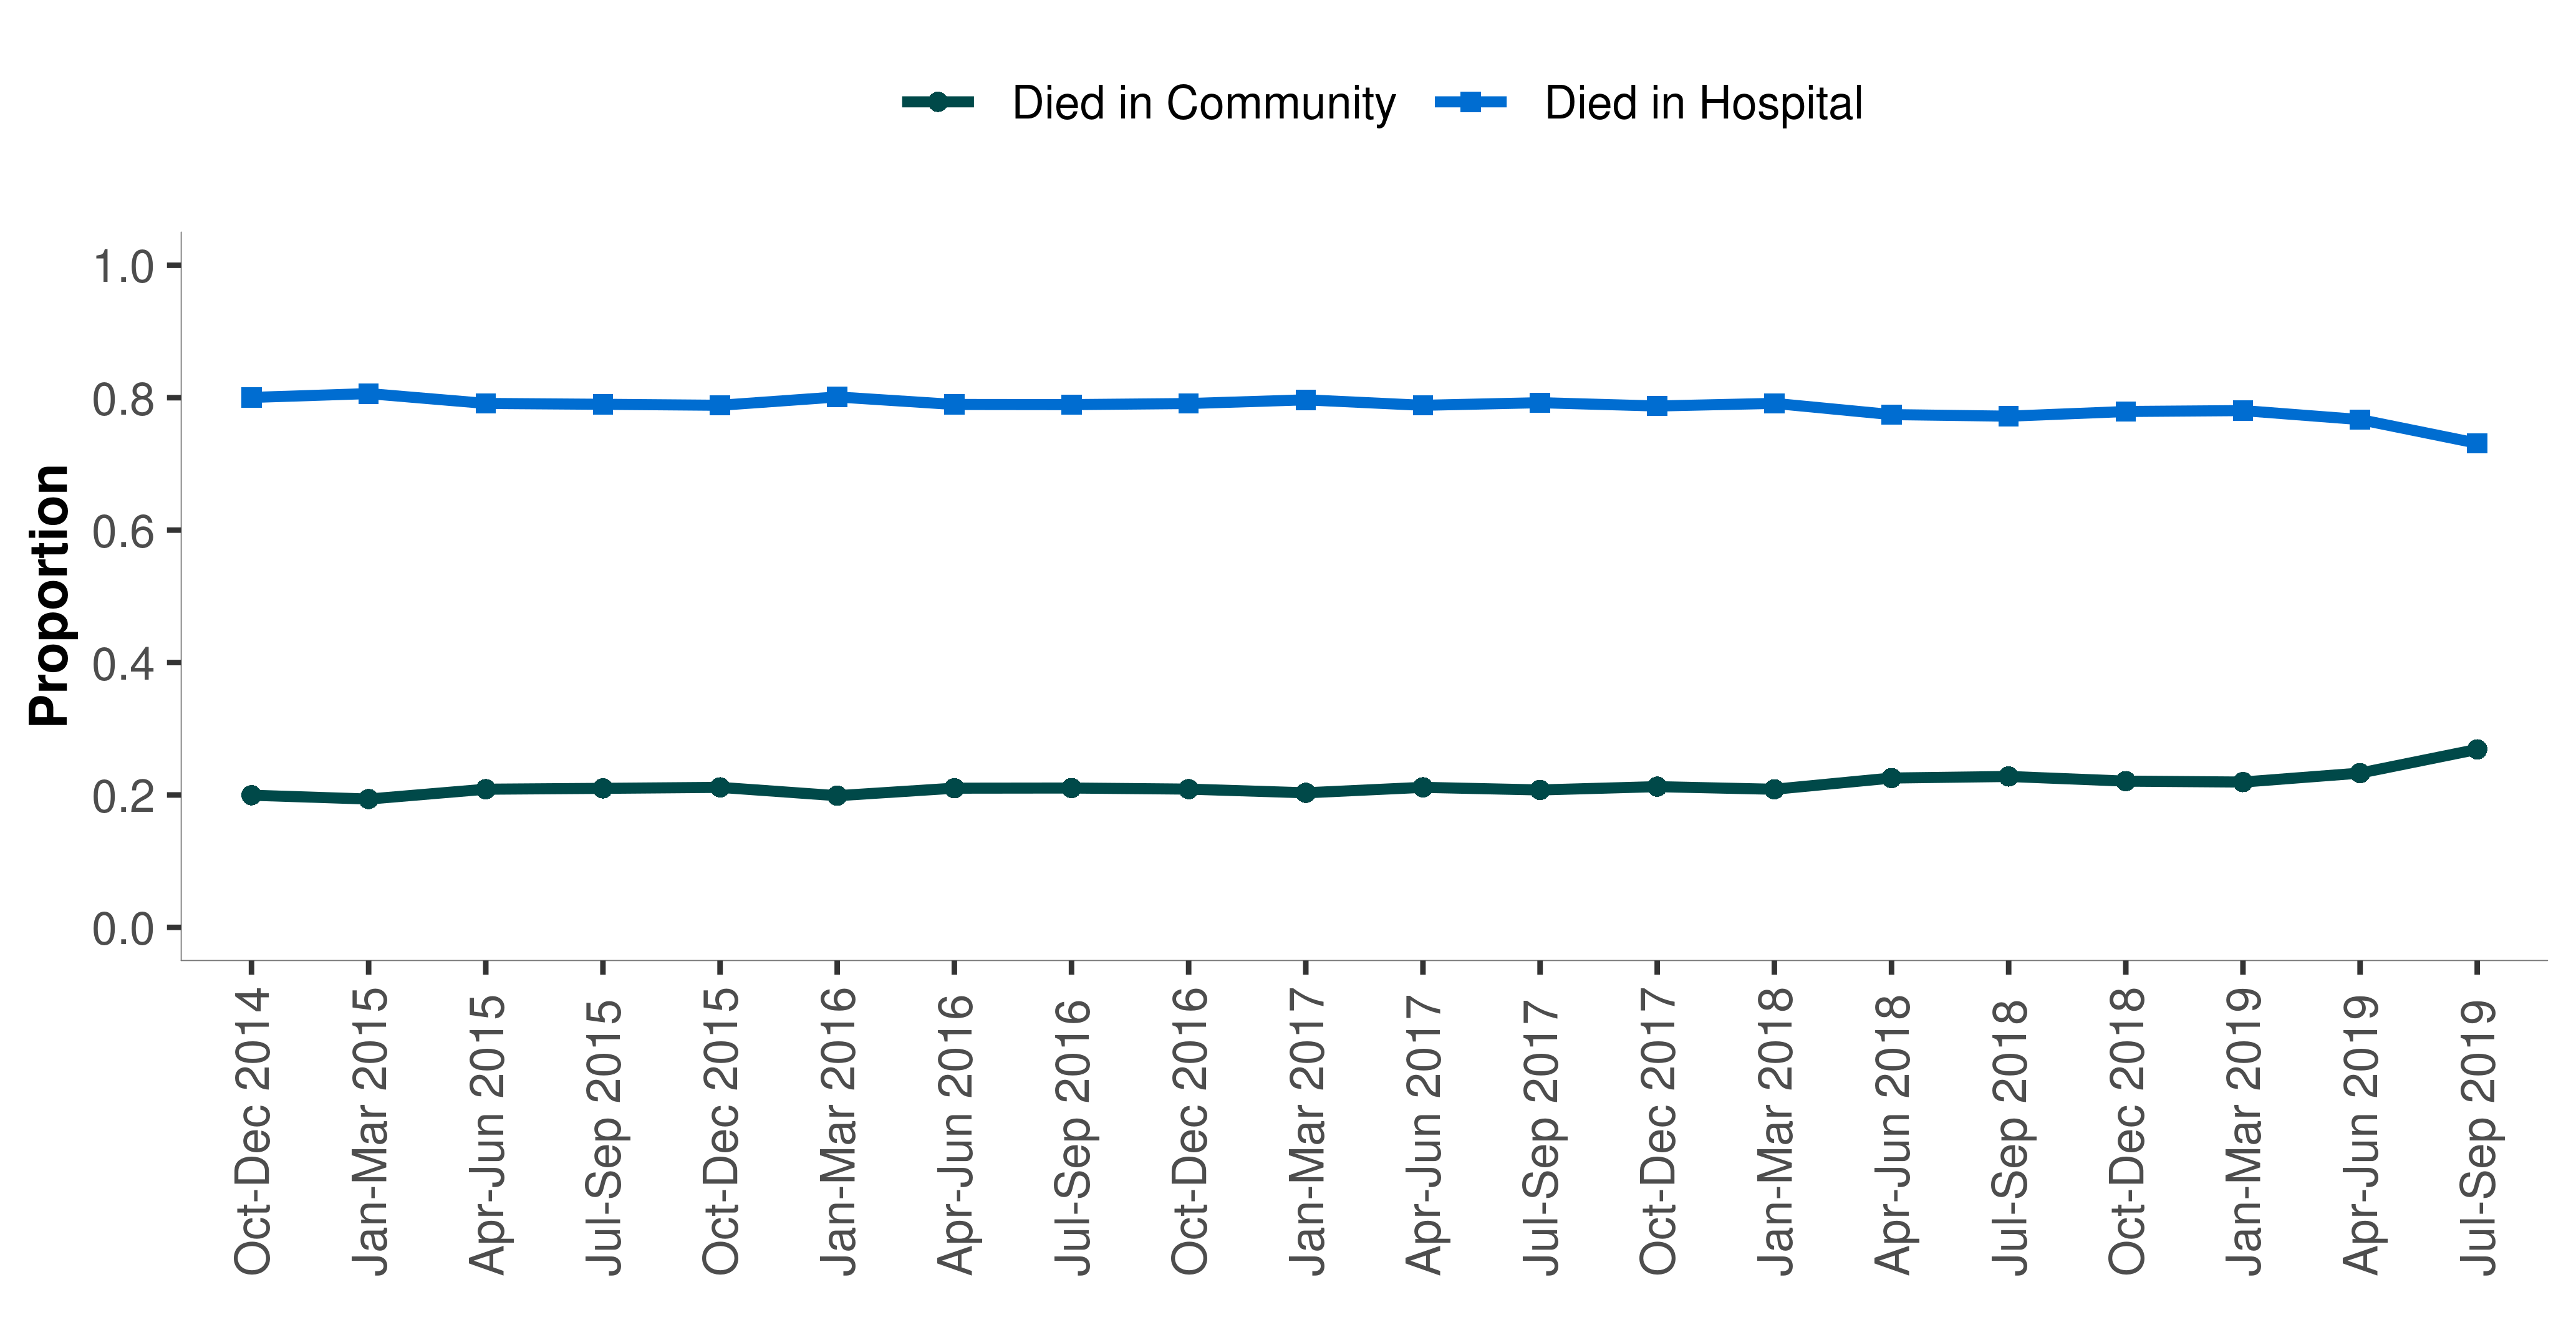 Died in Community
Died in Hospital
Proportion
1.0
0.8
0.6
0.4
0.2
0.0
Oct-Dec 2014
Jan-Mar 2015
Apr-Jun 2015
Jul-Sep 2015
Oct-Dec 2015
Jan-Mar 2016
Apr-Jun 2016
Jul-Sep 2016
Oct-Dec 2016
Jan-Mar 2017
Apr-Jun 2017
Jul-Sep 2017
Oct-Dec 2017
Jan-Mar 2018
Apr-Jun 2018
Jul-Sep 2018
Oct-Dec 2018
Jan-Mar 2019
Apr-Jun 2019
Jul-Sep 2019